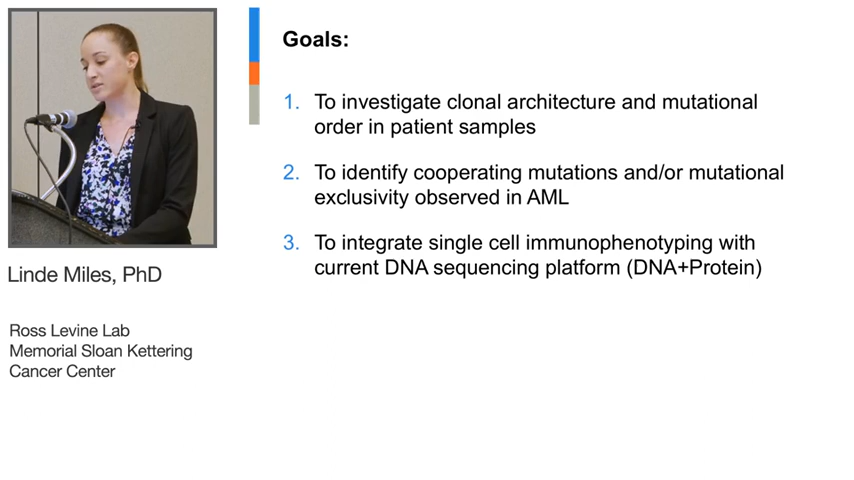 Goals:
1. To investigate clonal architecture and mutational
order in patient samples
2. To identify cooperating mutations and/or mutational
exclusivity observed in AML
3. To integrate single cell immunophenotyping with
current DNA sequencing platform (DNA+Protein)
Linde Miles, PhD
Ross Levine Lab
Memorial Sloan Kettering
Cancer Center